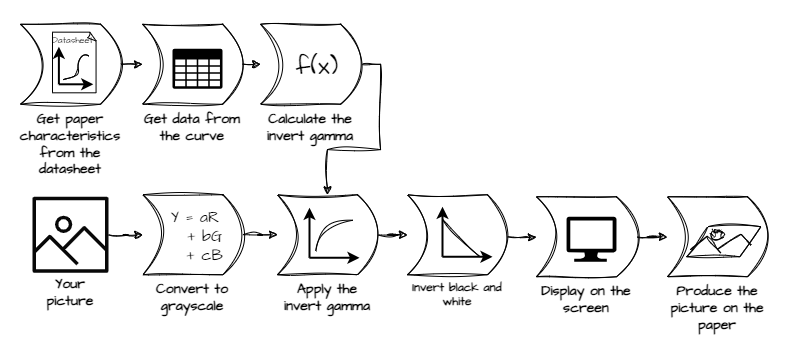 Datasheet
f(x)
Get paper
characteristics
from the
datasheet
Get data from
the curve
Calculate the
invert gamma
Y = aR
+ bG
+ cB
Your
picture
Convert to
grayscale
Apply the
invert gamma
Invert black and
white
Display on the
screen
Produce the
picture on the
paper